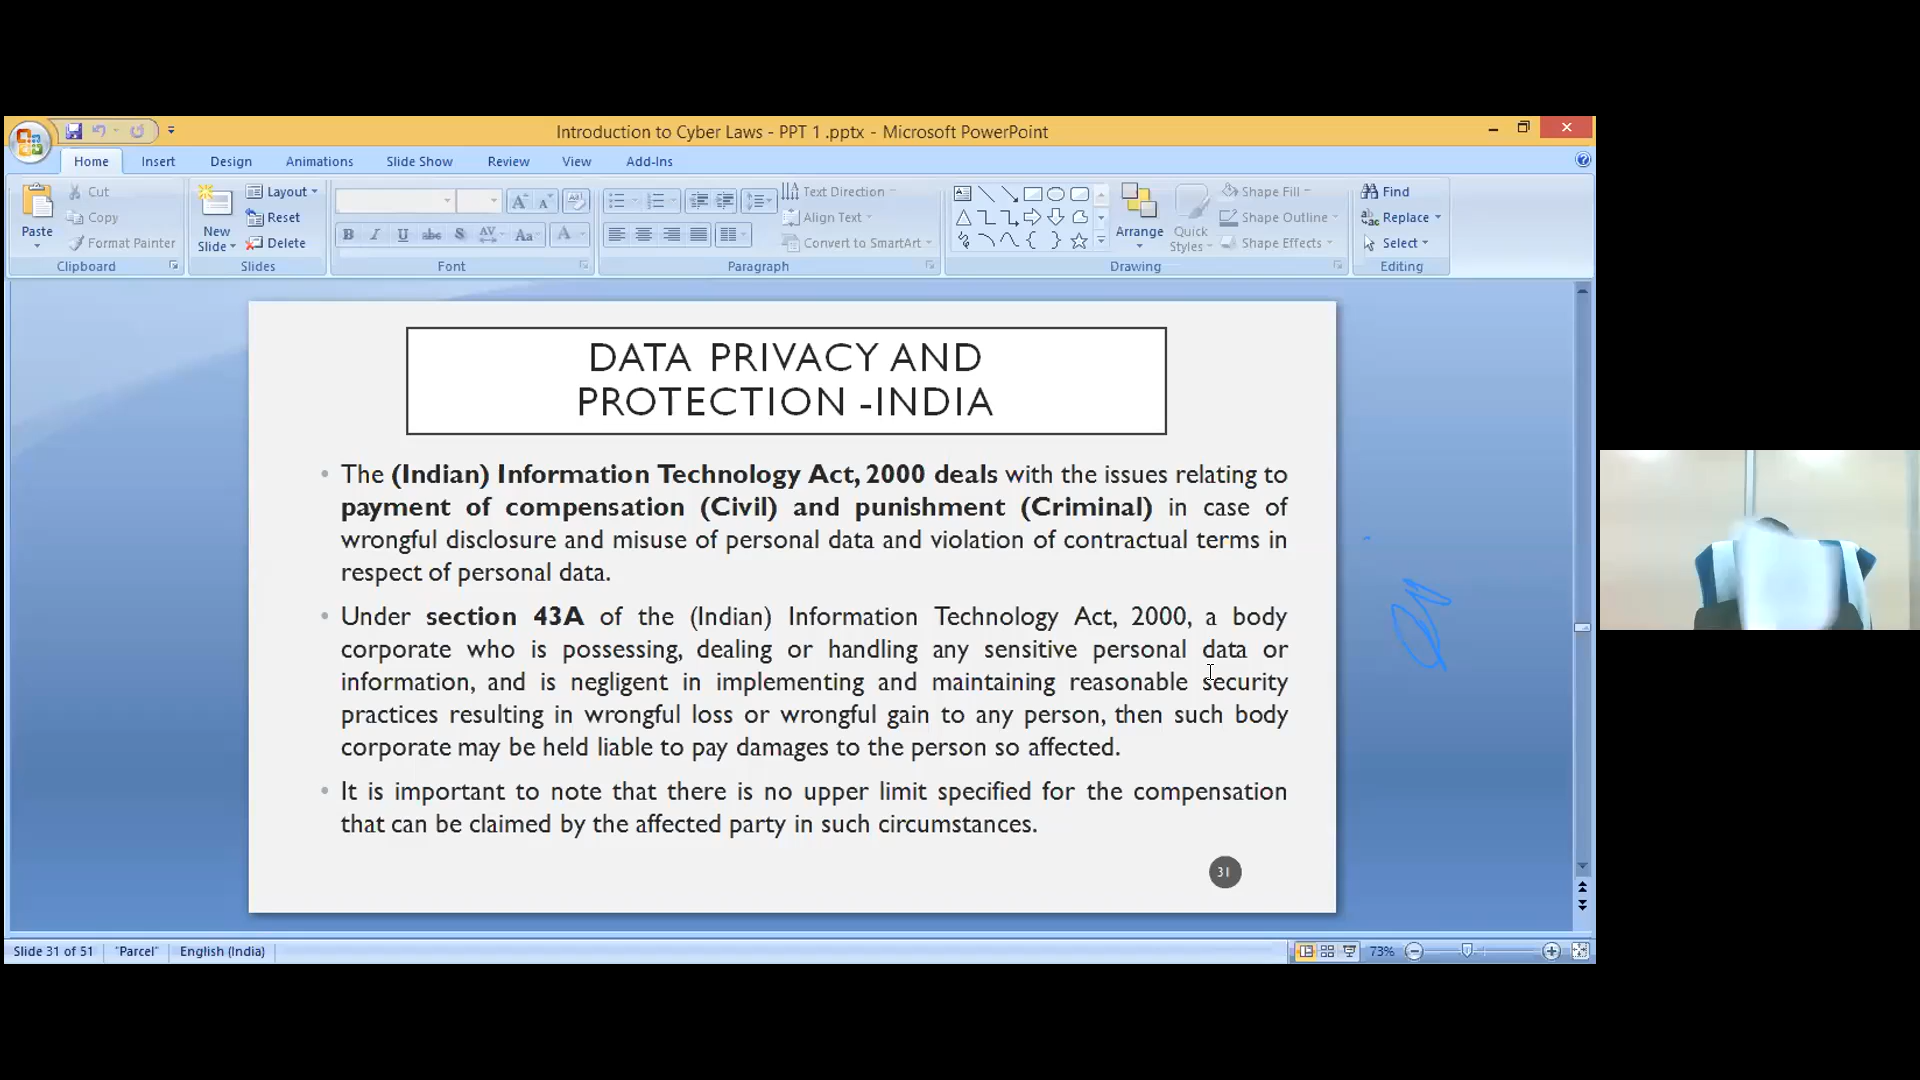 Introduction to Cyber Laws - PPT 1 .pptx - Microsoft PowerPoint
Home Insert Design Animations Slide Show Review View Add-Ins
Paste
Cut
Copy
Format Painter
Clipboard
New
Slide
Layout
Reset
Delete
Slides
Font
Text Direction
Align Text
Convert to SmartArt
Paragraph
Arrange
Quick
Styles
Shape Fill
Shape Outline
Shape Effects
Drawing
Find
Replace
Select
Editing
DATA PRIVACY AND
PROTECTION -INDIA
• The (Indian) Information Technology Act, 2000 deals with the issues relating to
payment of compensation (Civil) and punishment (Criminal) in case of
wrongful disclosure and misuse of personal data and violation of contractual terms in
respect of personal data.
• Under section 43A of the (Indian) Information Technology Act, 2000, a body
corporate who is possessing, dealing or handling any sensitive personal data or
information, and is negligent in implementing and maintaining reasonable security
practices resulting in wrongful loss or wrongful gain to any person, then such body
corporate may be held liable to pay damages to the person so affected.
• It is important to note that there is no upper limit specified for the compensation
that can be claimed by the affected party in such circumstances.
31
Slide 31 of 51 "Parcel" English (India) 73%